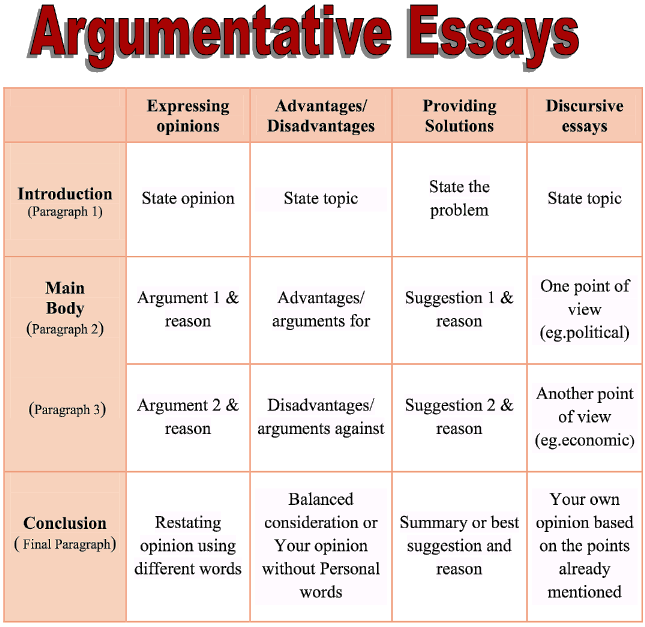 Argumentative Essays
Expressing
opinions
Advantages/
Disadvantages
Providing
Solutions
Discursive
essays
Introduction
(Paragraph 1)
State opinion
State topic
State the
problem
State topic
Main
Body
(Paragraph 2)
Argument 1 &
reason
Advantages/
arguments for
Suggestion 1 &
reason
One point of
view
(eg.political)
(Paragraph 3)
Argument 2 &
reason
Disadvantages/
arguments against
Suggestion 2 &
reason
Another point
of view
(eg.economic)
Conclusion
( Final Paragraph)
Restating
opinion using
different words
Balanced
consideration or
Your opinion
without Personal
words
Summary or best
suggestion and
reason
Your own
opinion based
on the points
already
mentioned